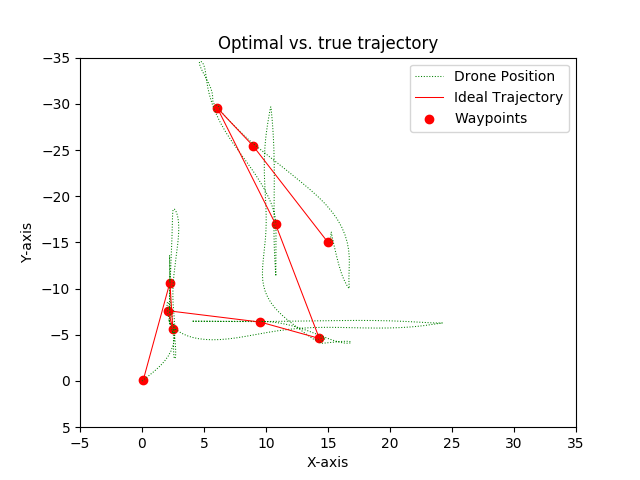 Optimal vs. true trajectory
Drone Position
Ideal Trajectory
Waypoints
Y-axis
−35
−30
−25
−20
−15
−10
−5
0
5
−5 0 5 10 15 20 25 30 35
X-axis